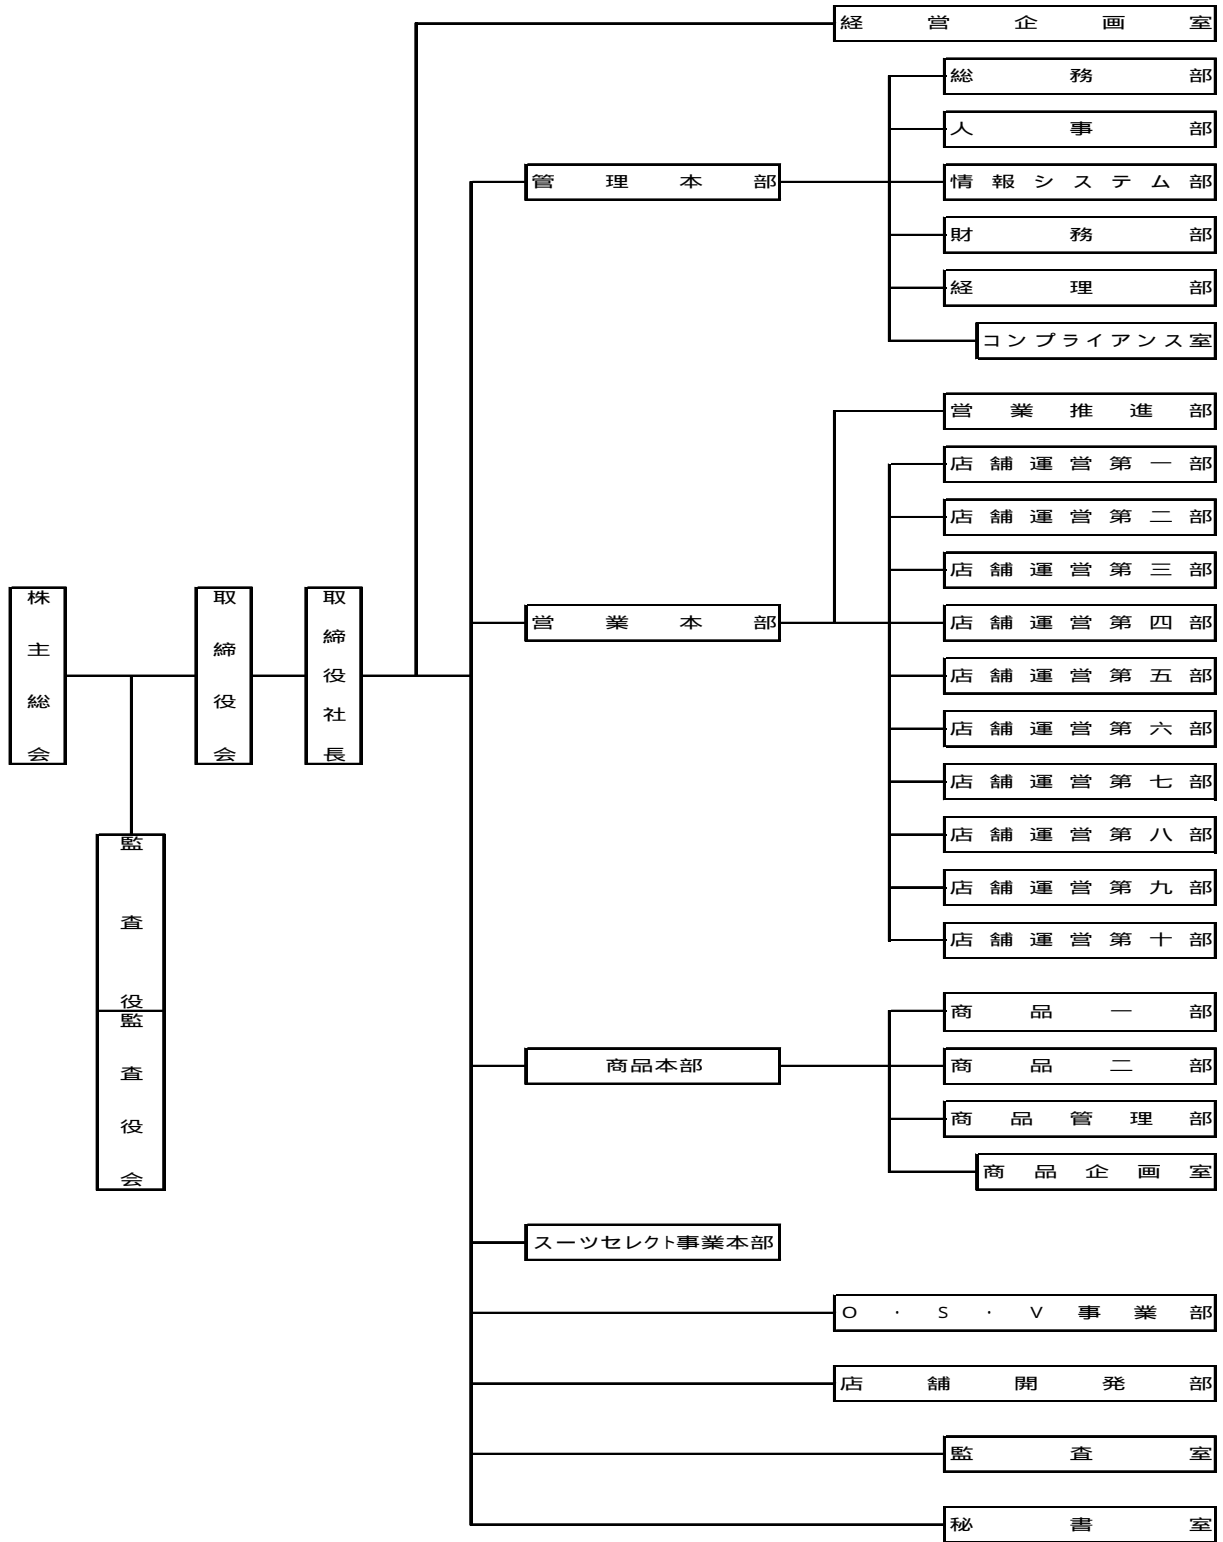 経営企画室
総務部
人事部
管理本部
情報システム部
財務部
経理部
コンプライアンス室
営業推進部
店舗運営第一部
店舗運営第二部
店舗運営第三部
株主総会
取締役会
取締役社長
営業本部
店舗運営第四部
店舗運営第五部
店舗運営第六部
店舗運営第七部
店舗運営第八部
店舗運営第九部
店舗運営第十部
監査役
監査役会
商品一部
商品本部
商品二部
商品管理部
商品企画室
スーツセレクト事業本部
O・S・V事業部
店舗開発部
監査室
秘書室